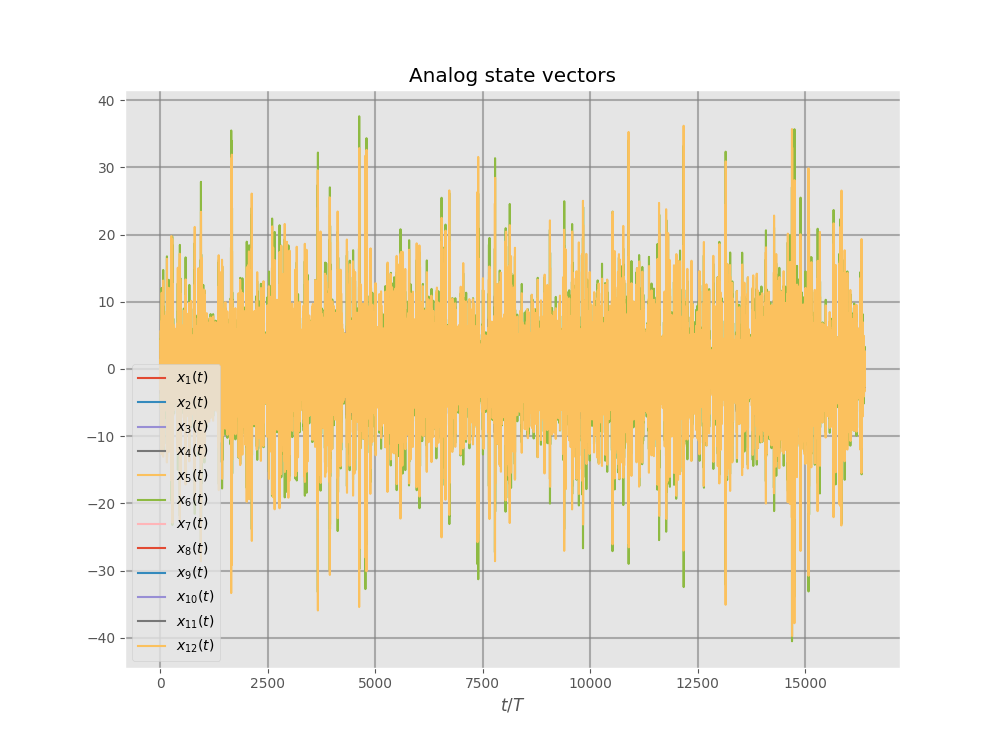 Analog state vectors
40
30
20
10
0
−10
−20
−30
−40
x₁(t)
x₂(t)
x₃(t)
x₄(t)
x₅(t)
x₆(t)
x₇(t)
x₈(t)
x₉(t)
x₁₀(t)
x₁₁(t)
x₁₂(t)
0 2500 5000 7500 10000 12500 15000
t/T